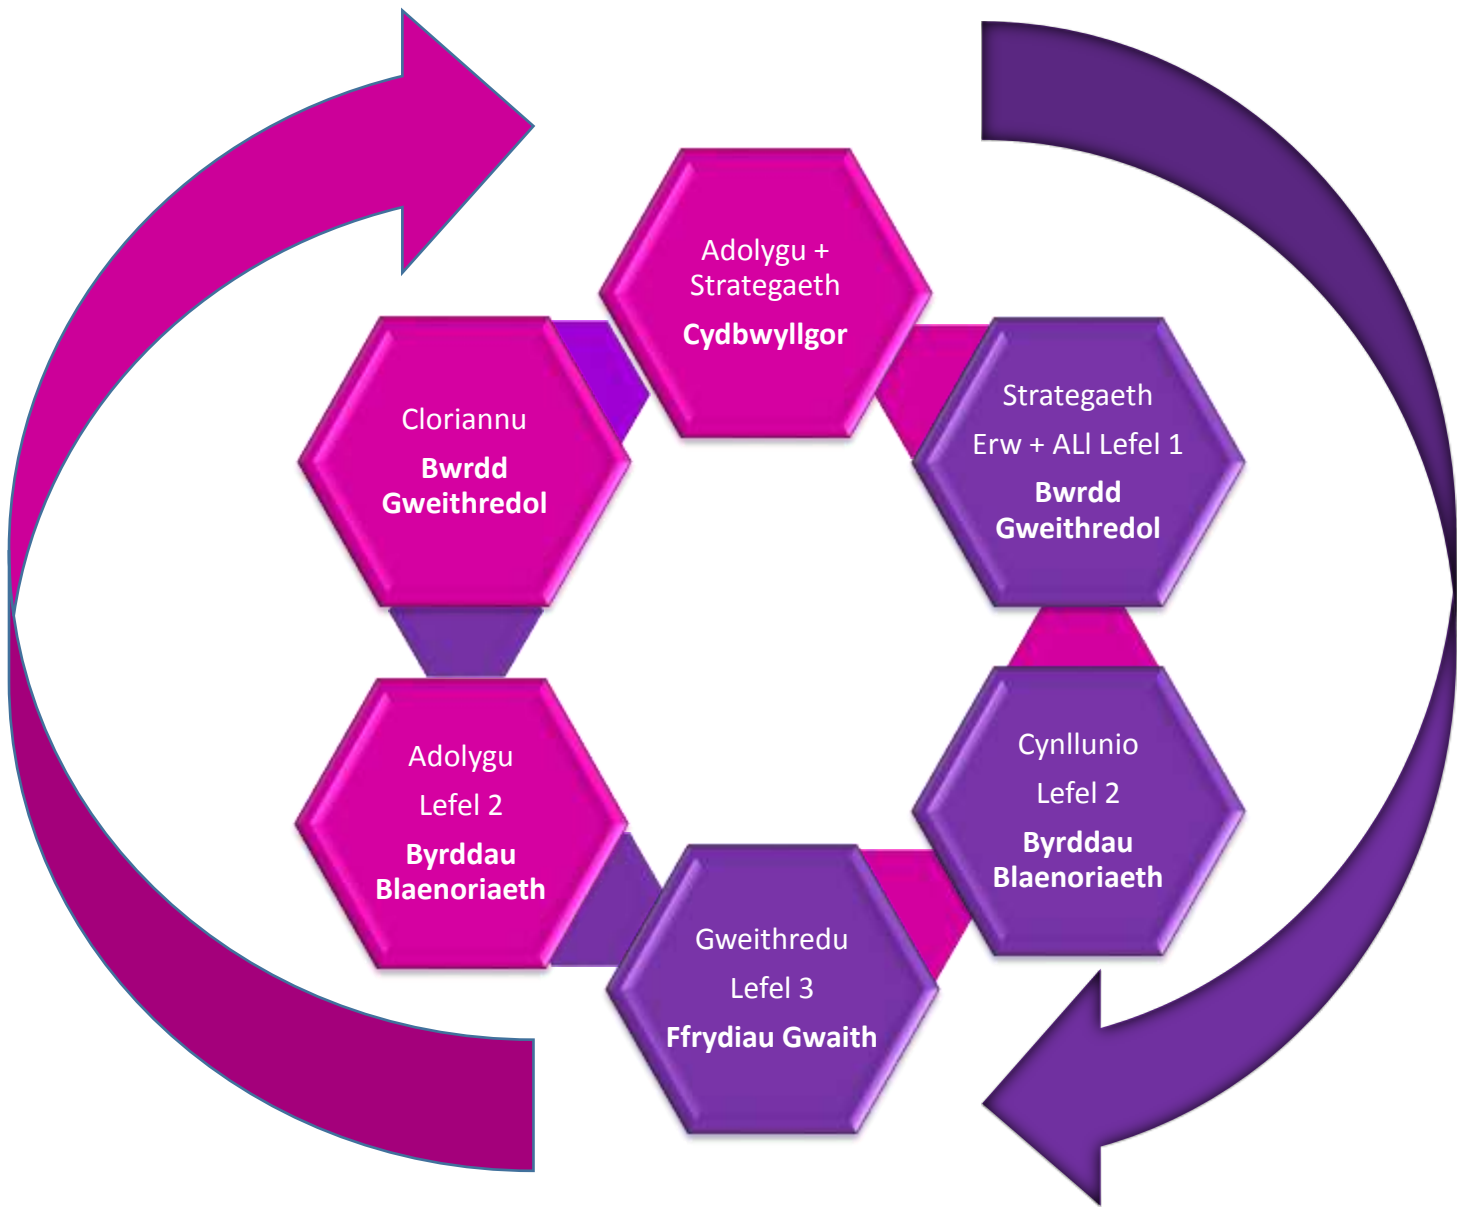 Adolygu +
Strategaeth
Cydbwyllgor
Strategaeth
Erw + ALl Lefel 1
Bwrdd
Gweithredol
Cynllunio
Lefel 2
Byrddau
Blaenoriaeth
Gweithredu
Lefel 3
Ffrydiau Gwaith
Adolygu
Lefel 2
Byrddau
Blaenoriaeth
Cloriannu
Bwrdd
Gweithredol